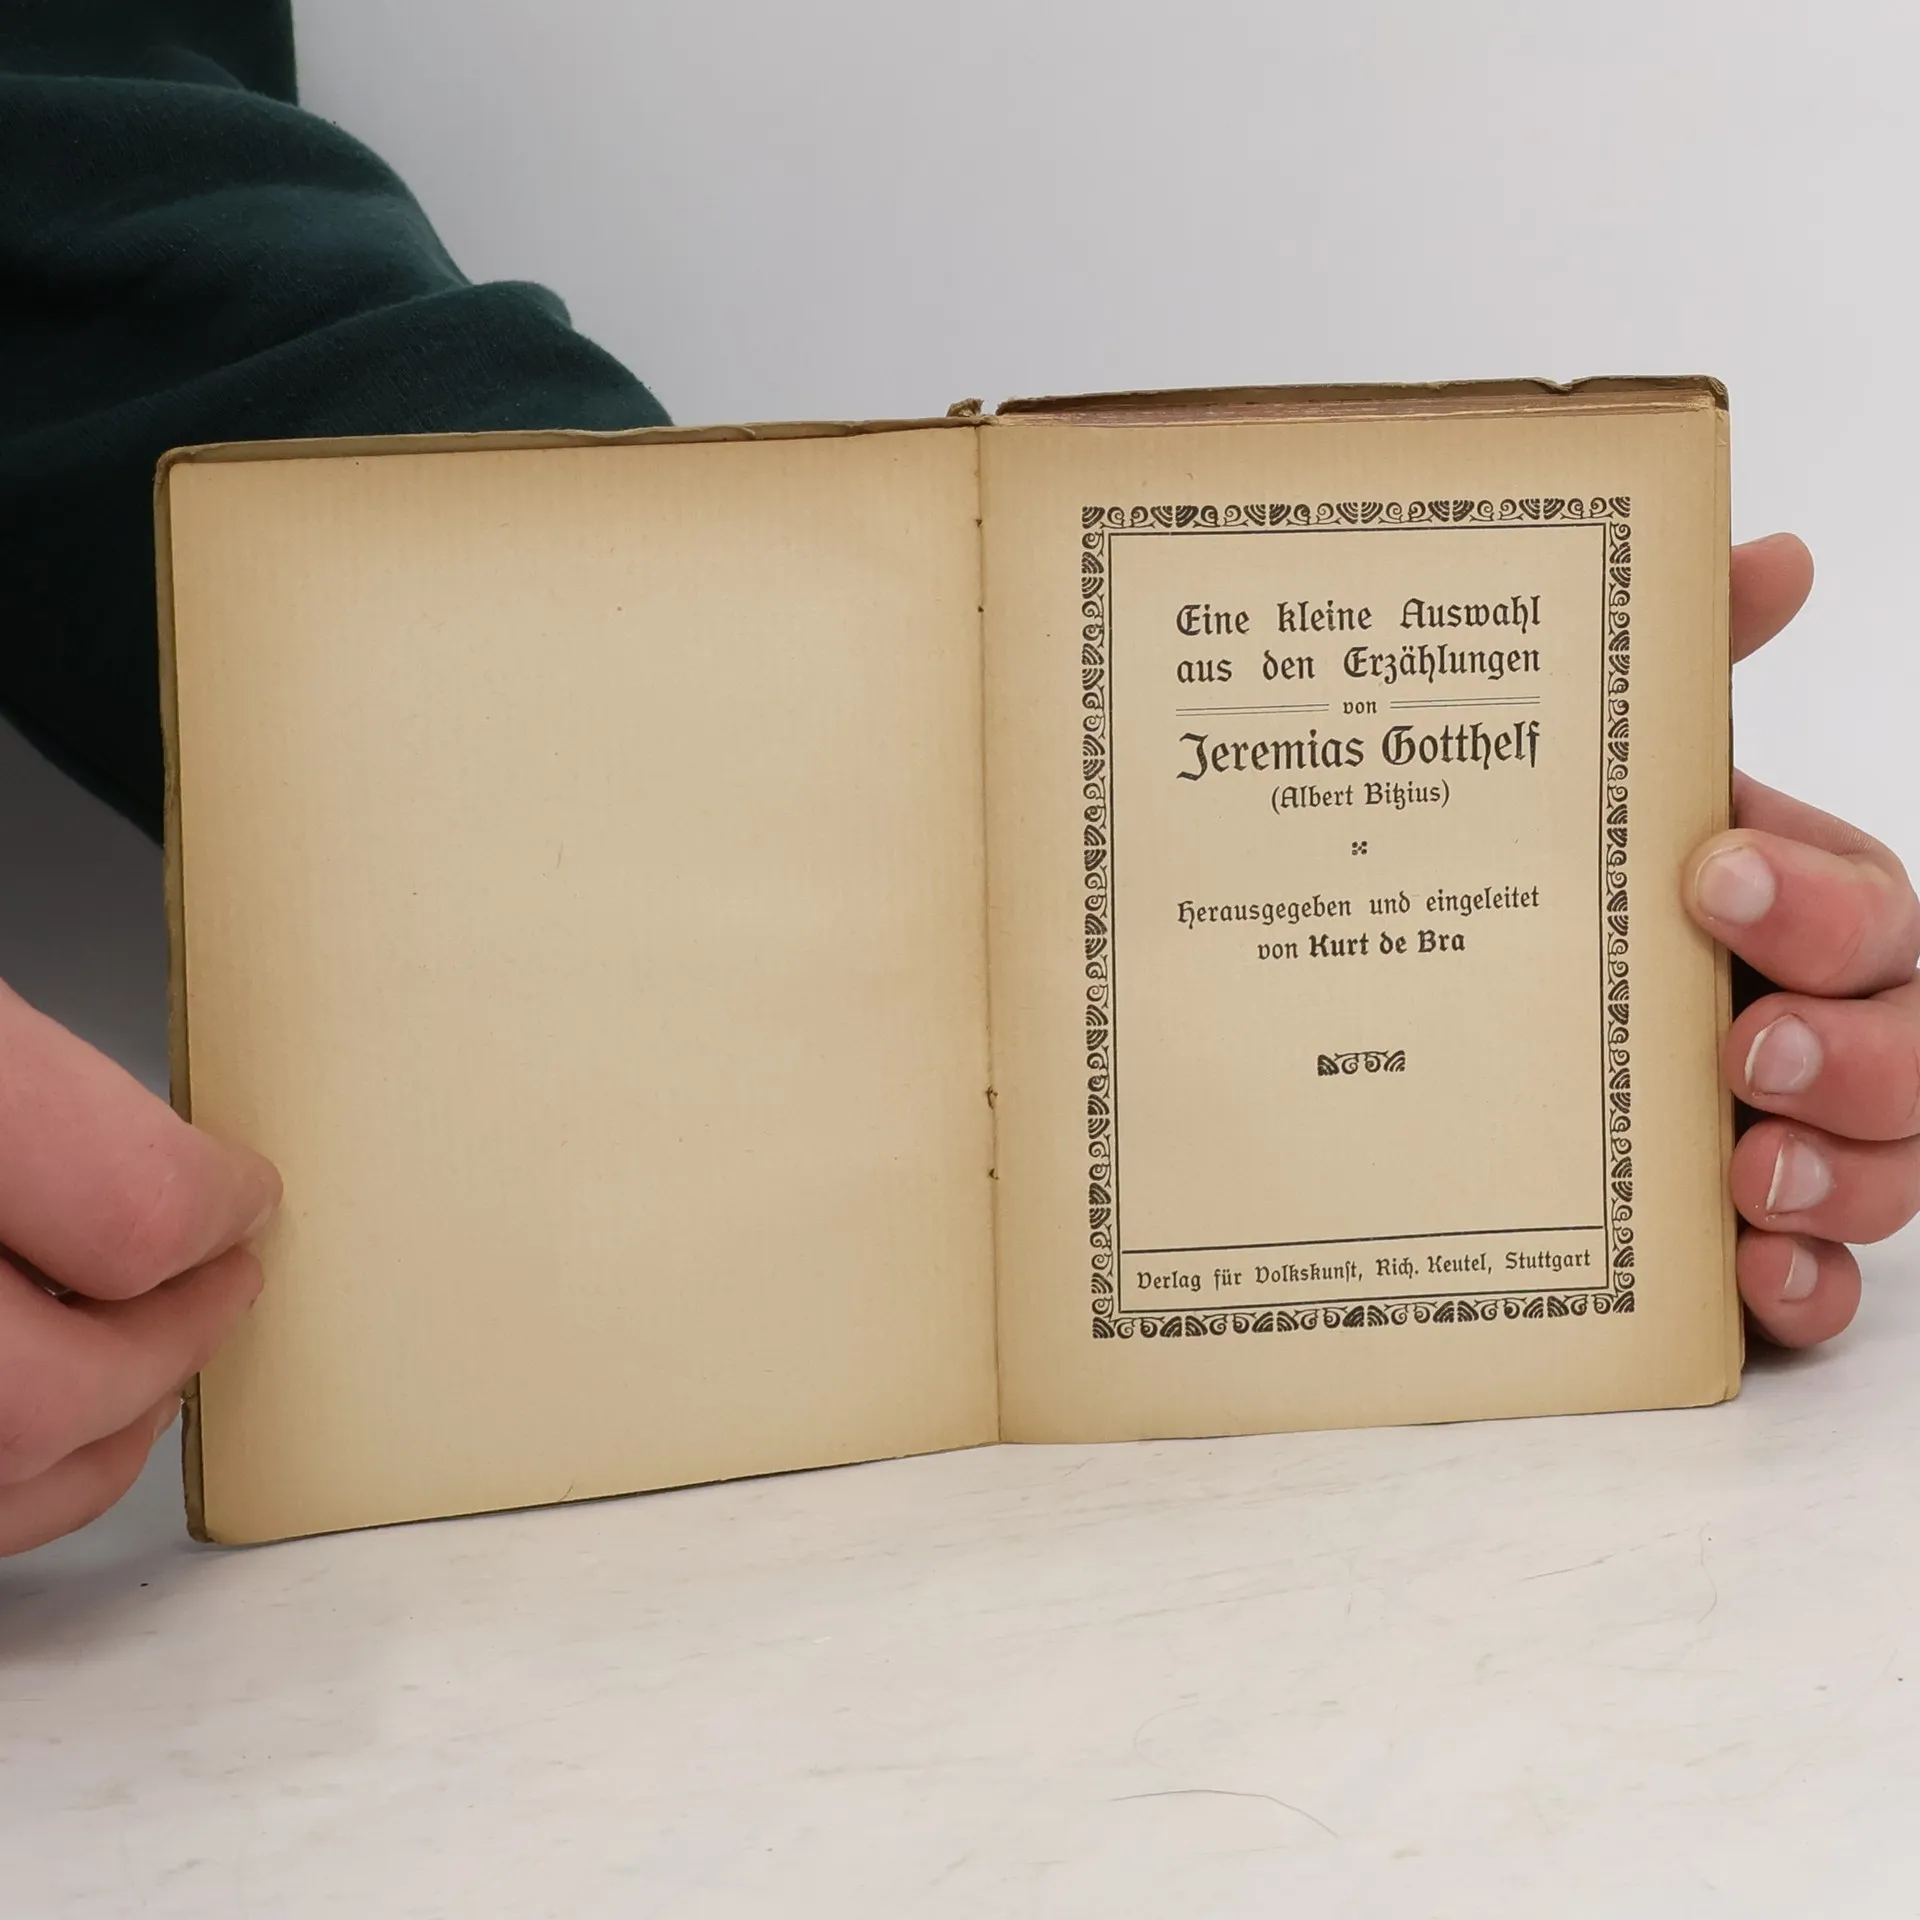 Eine kleine Auswahl
aus den Erzählungen
von
Jeremias Gotthelf
(Albert Bitzius)
Herausgegeben und eingeleitet
von Kurt de Bra
Verlag für Volkskunst, Rich. Keutel, Stuttgart